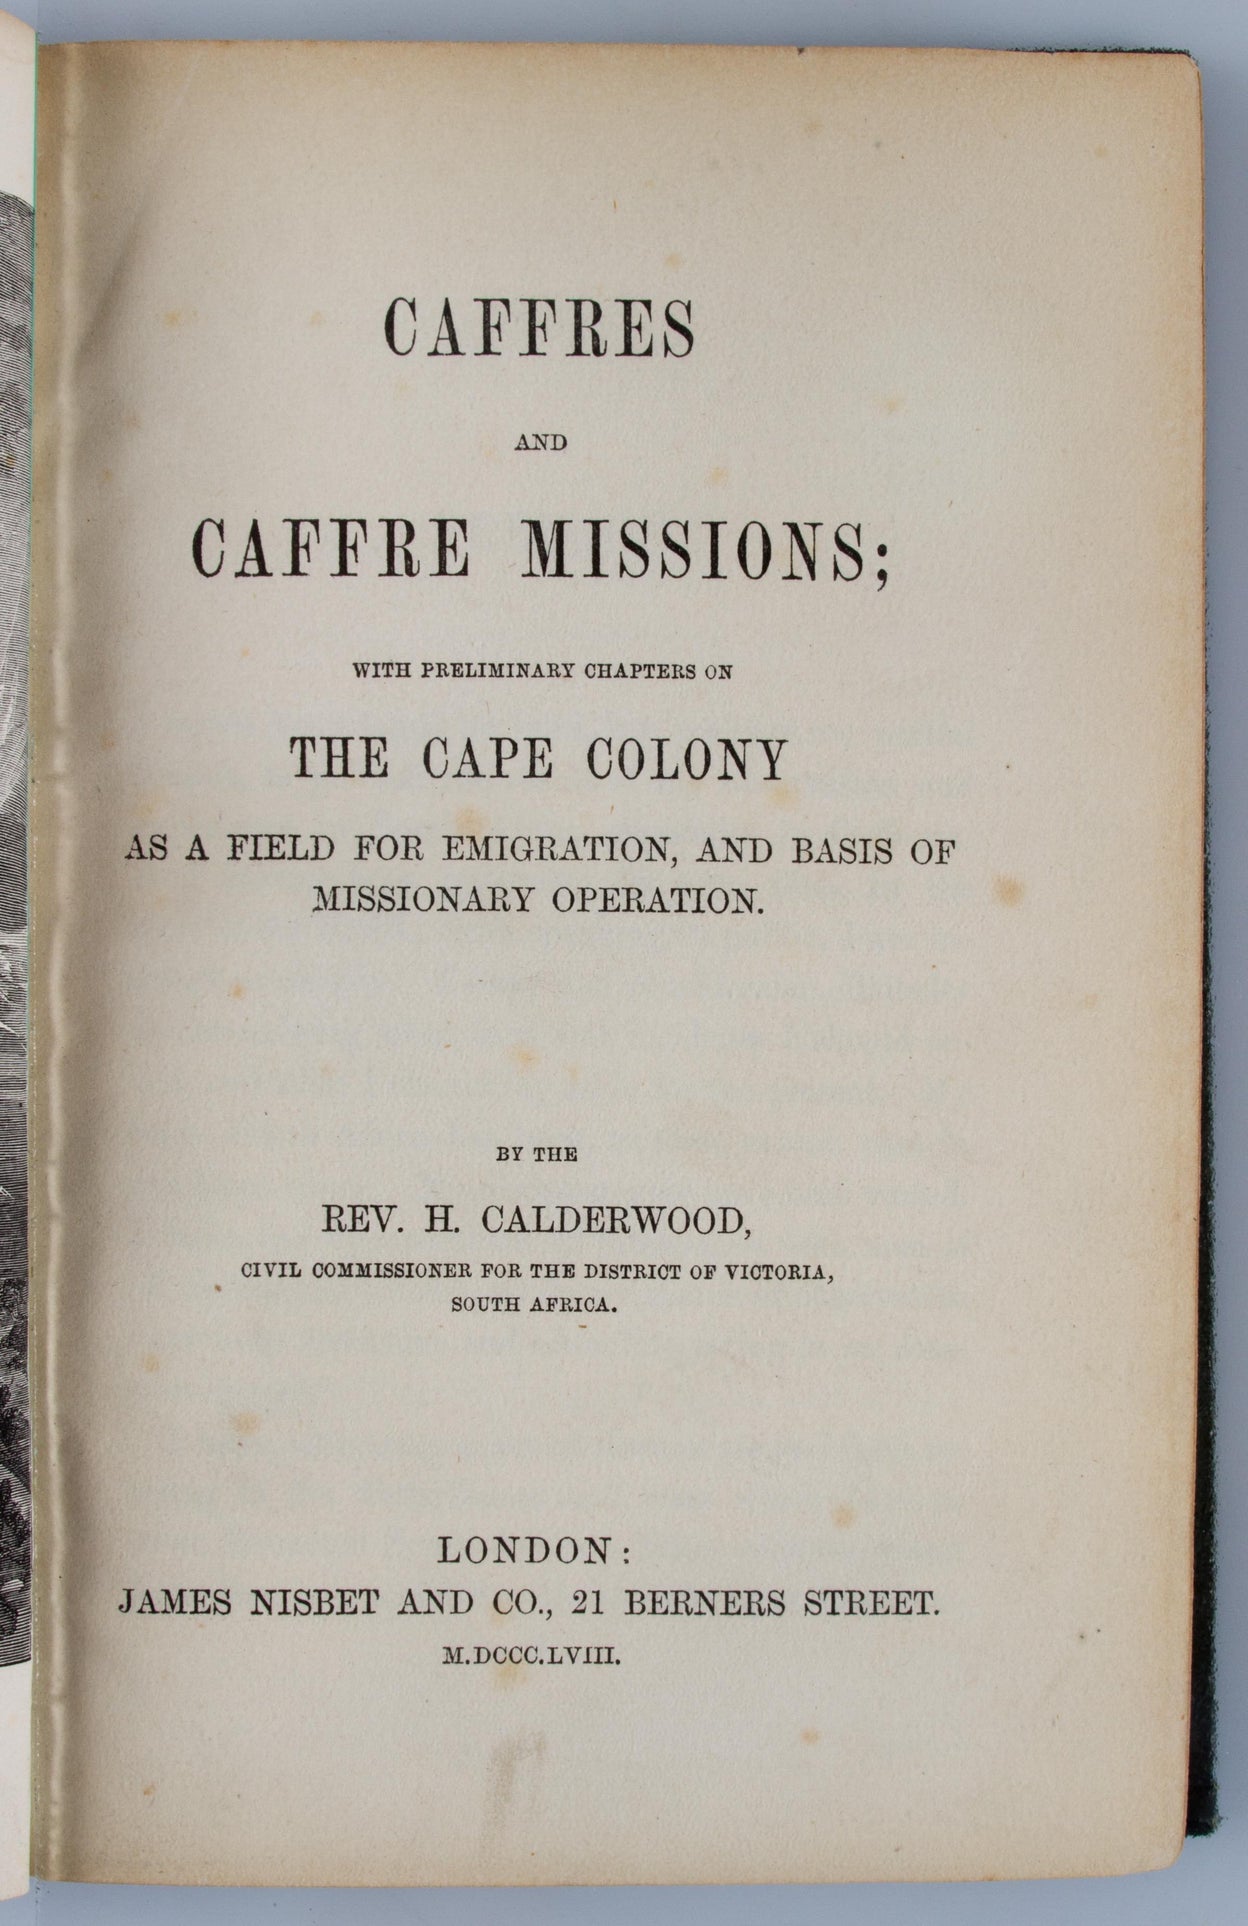 CAFFRES
AND
CAFFRE MISSIONS;
WITH PRELIMINARY CHAPTERS ON
THE CAPE COLONY
AS A FIELD FOR EMIGRATION, AND BASIS OF
MISSIONARY OPERATION.
BY THE
REV. H. CALDERWOOD,
CIVIL COMMISSIONER FOR THE DISTRICT OF VICTORIA,
SOUTH AFRICA.
LONDON:
JAMES NISBET AND CO., 21 BERNERS STREET.
M.DCCC.LVIII.